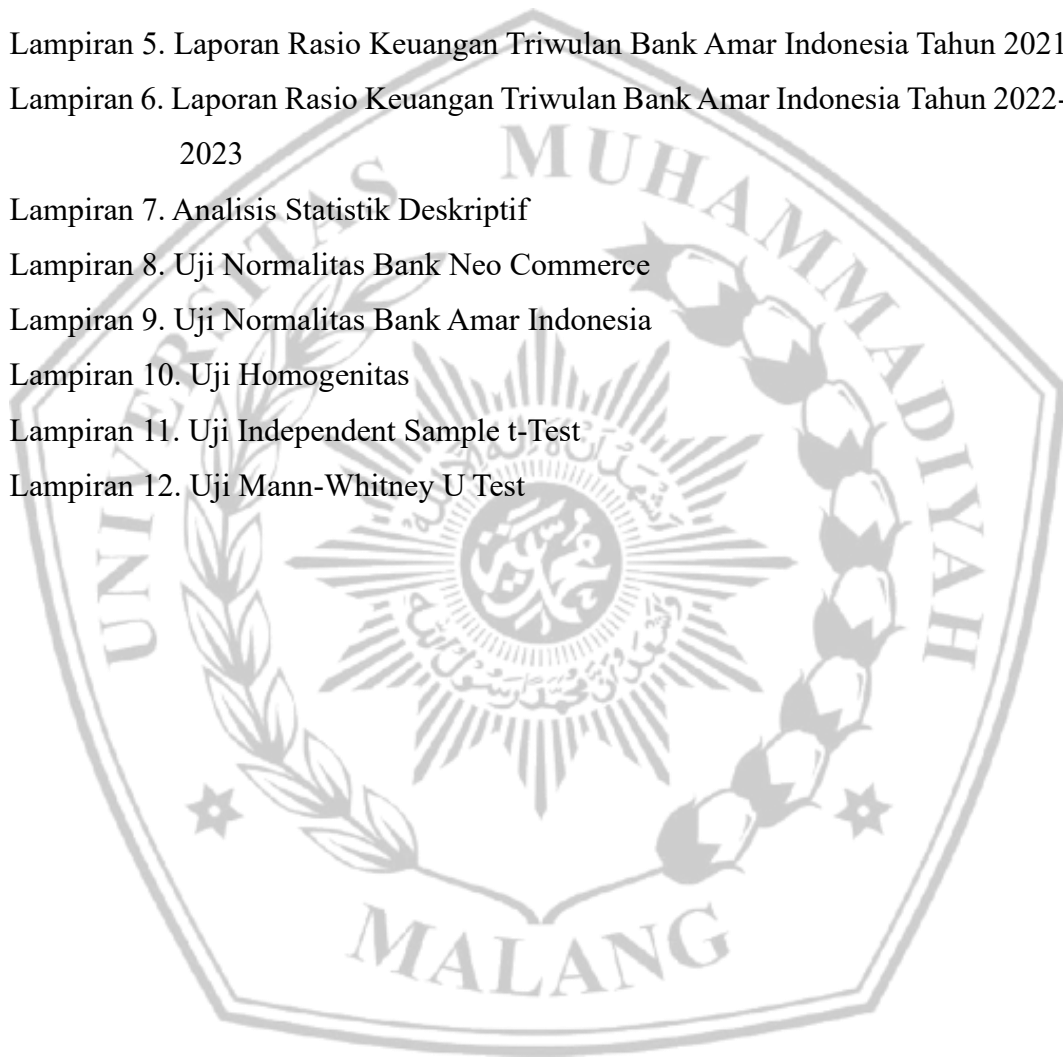 Lampiran 5. Laporan Rasio Keuangan Triwulan Bank Amar Indonesia Tahun 2021
Lampiran 6. Laporan Rasio Keuangan Triwulan Bank Amar Indonesia Tahun 2022-
2023
Lampiran 7. Analisis Statistik Deskriptif
Lampiran 8. Uji Normalitas Bank Neo Commerce
Lampiran 9. Uji Normalitas Bank Amar Indonesia
Lampiran 10. Uji Homogenitas
Lampiran 11. Uji Independent Sample t-Test
Lampiran 12. Uji Mann-Whitney U Test
UNIVERSITAS MUHAMMADIYAH
MALANG